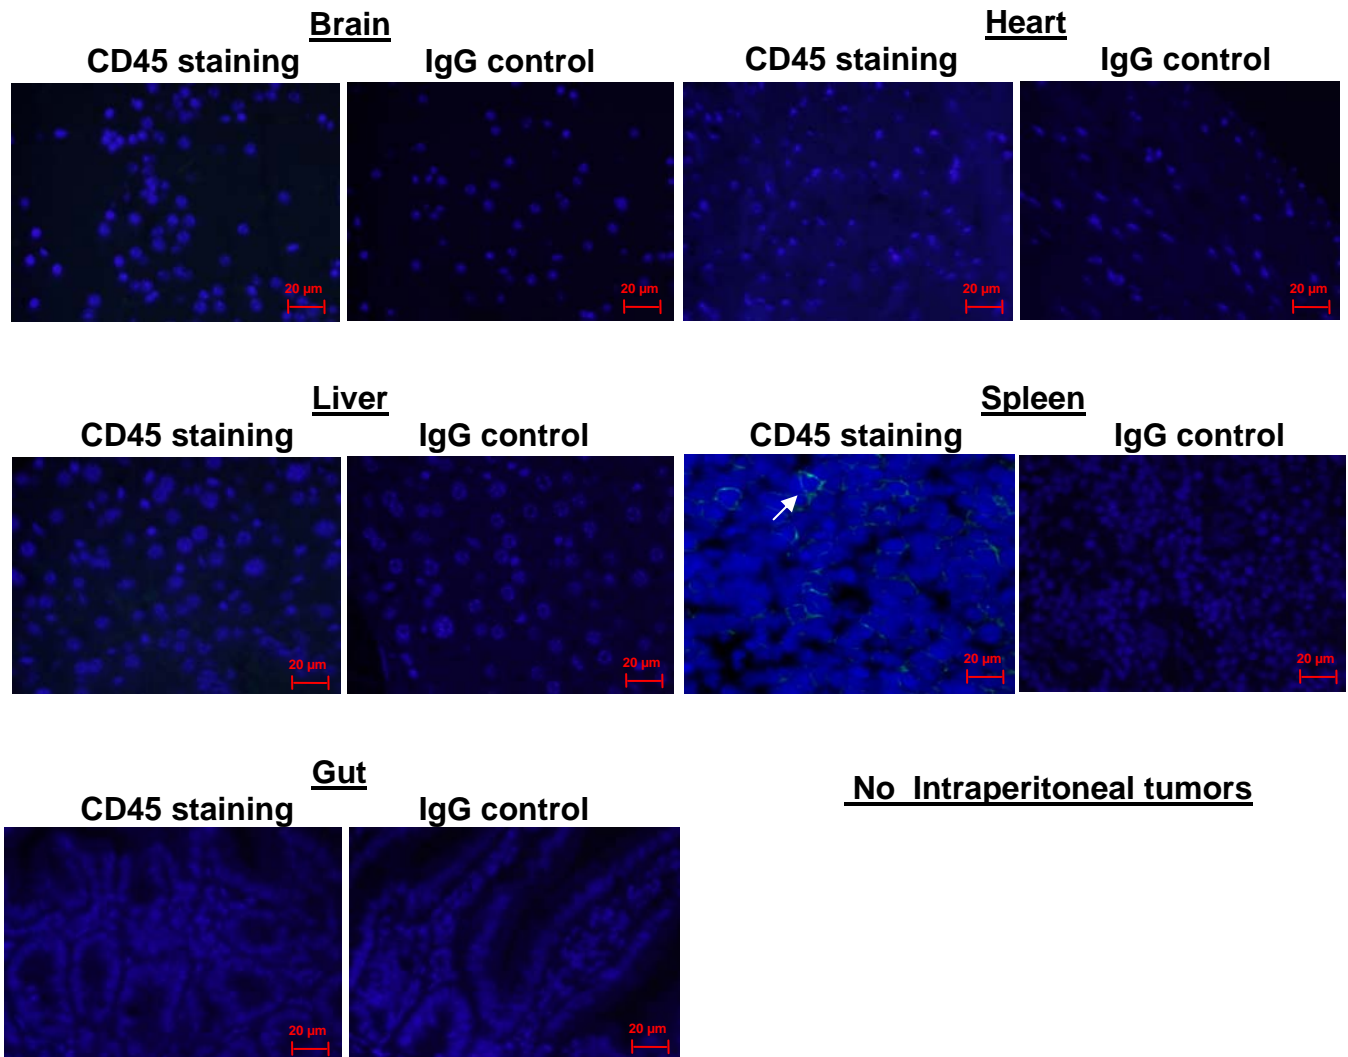 Brain
CD45 staining IgG control
20 µm
20 µm
Heart
CD45 staining IgG control
20 µm
20 µm
Liver
CD45 staining IgG control
20 µm
20 µm
Spleen
CD45 staining IgG control
20 µm
20 µm
Gut
CD45 staining IgG control
20 µm
20 µm
No Intraperitoneal tumors